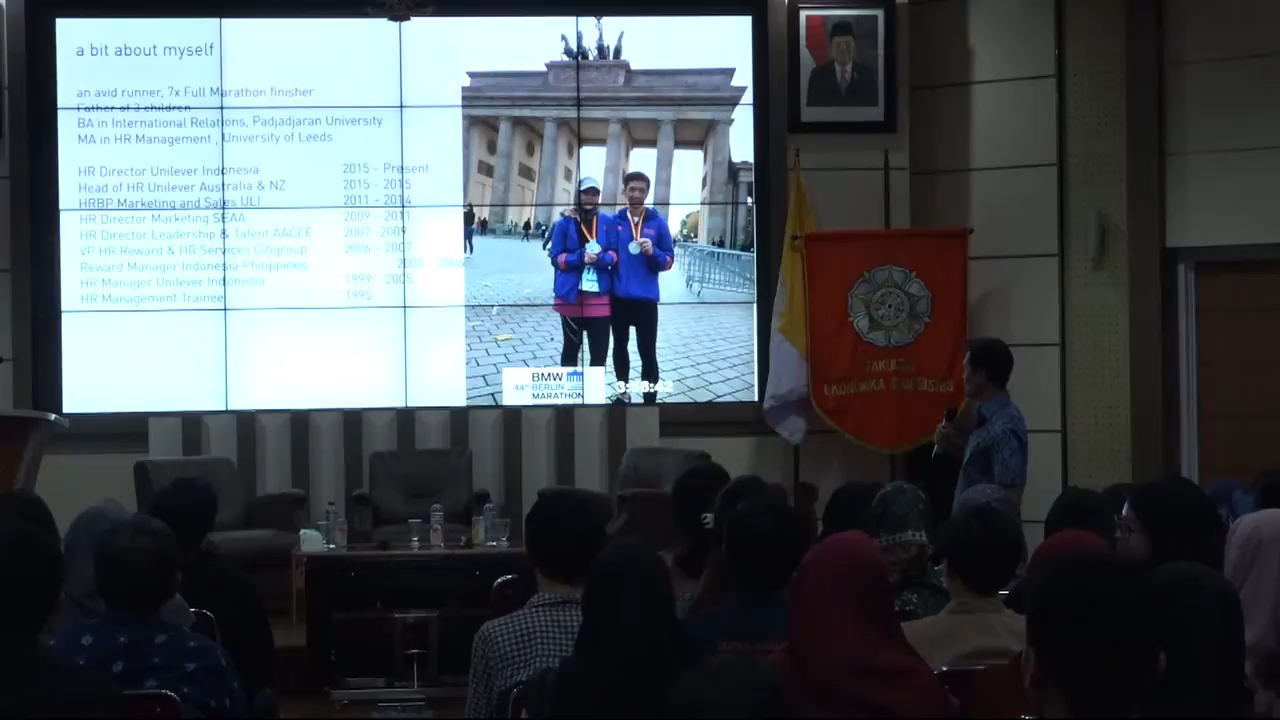 a bit about myself
an avid runner, 7x Full Marathon finisher
Father of 3 children
BA in International Relations, Padjadjaran University
MA in HR Management , University of Leeds
HR Director Unilever Indonesia 2015 - Present
Head of HR Unilever Australia & NZ 2015 - 2015
HRBP Marketing and Sales ULI 2011 - 2014
HR Director Marketing SEAA 2009 - 2011
HR Director Leadership & Talent AACEE 2007 - 2009
VP HR Reward & HR Services Citigroup 2006 - 2007
Reward Manager Indonesia Philippines
HR Manager Unilever Indonesia 1999 - 2005
HR Management Trainee 1995
BMW
44th BERLIN
MARATHON
FAKULTAS
EKONOMIKA DAN BISNIS